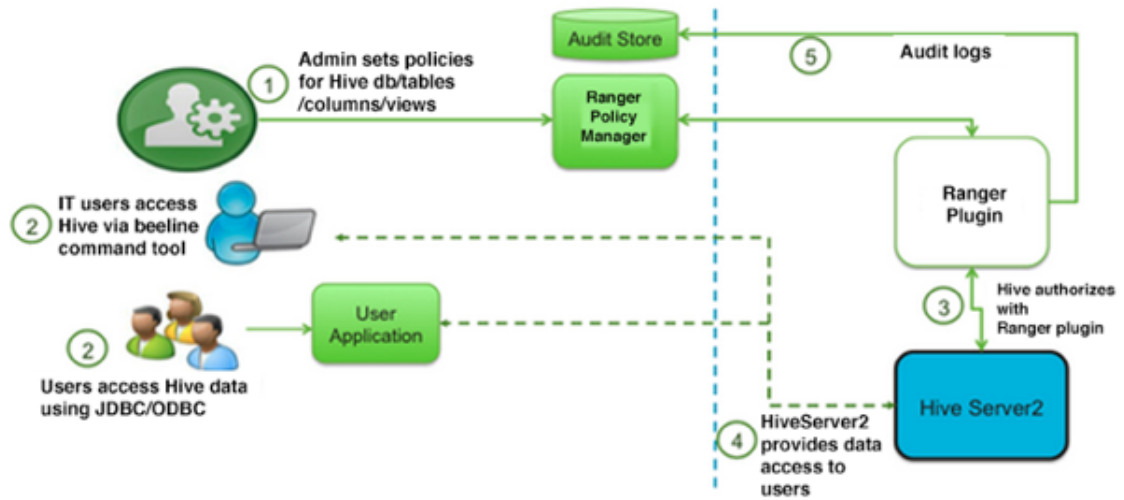 1
Admin sets policies
for Hive db/tables
/columns/views
Audit Store
Ranger
Policy
Manager
5
Audit logs
Ranger
Plugin
2
IT users access
Hive via beeline
command tool
3
Hive authorizes
with
Ranger plugin
User
Application
2
Users access Hive data
using JDBC/ODBC
4
HiveServer2
provides data
access to
users
Hive Server2